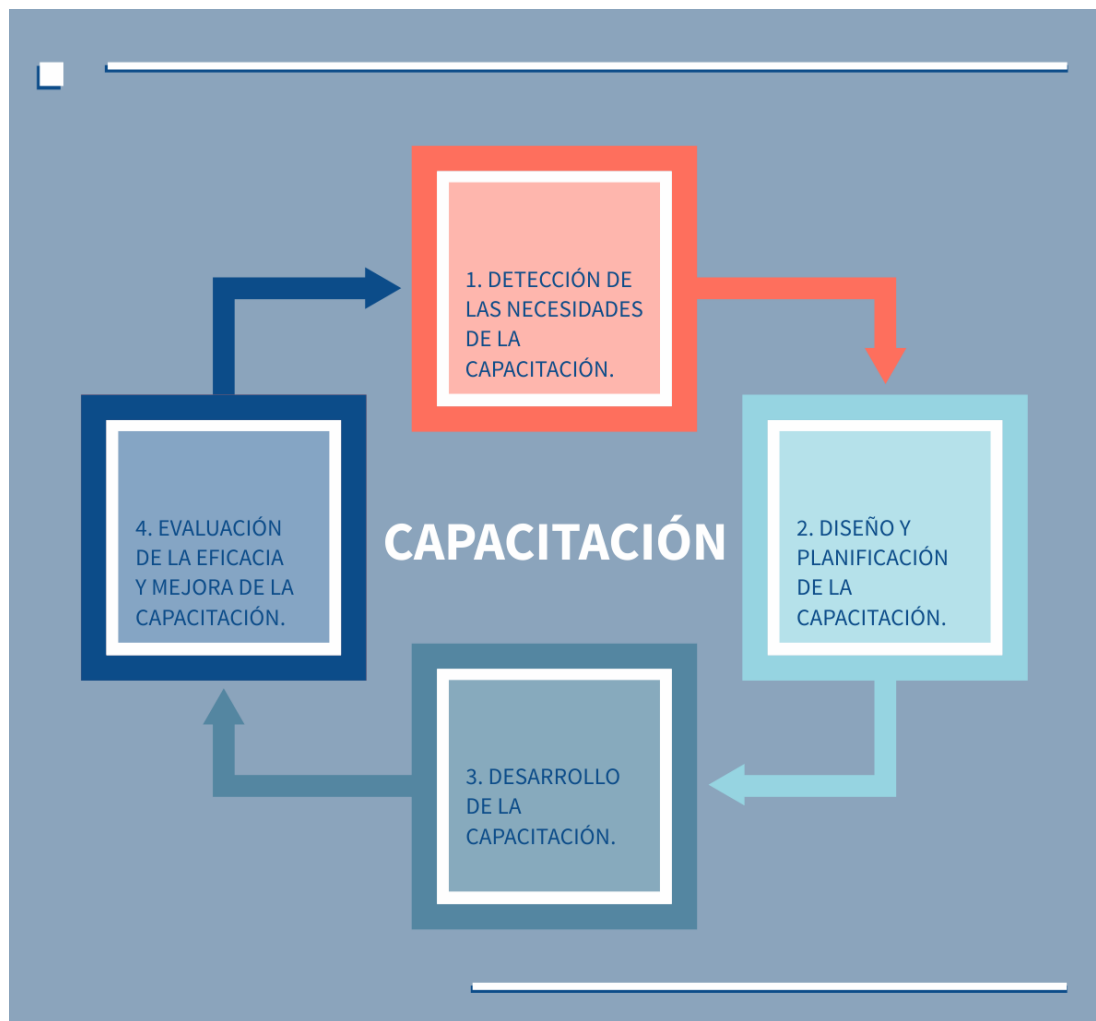 1. DETECCIÓN DE
LAS NECESIDADES
DE LA
CAPACITACIÓN.
CAPACITACIÓN
2. DISEÑO Y
PLANIFICACIÓN
DE LA
CAPACITACIÓN.
3. DESARROLLO
DE LA
CAPACITACIÓN.
4. EVALUACIÓN
DE LA EFICACIA
Y MEJORA DE LA
CAPACITACIÓN.